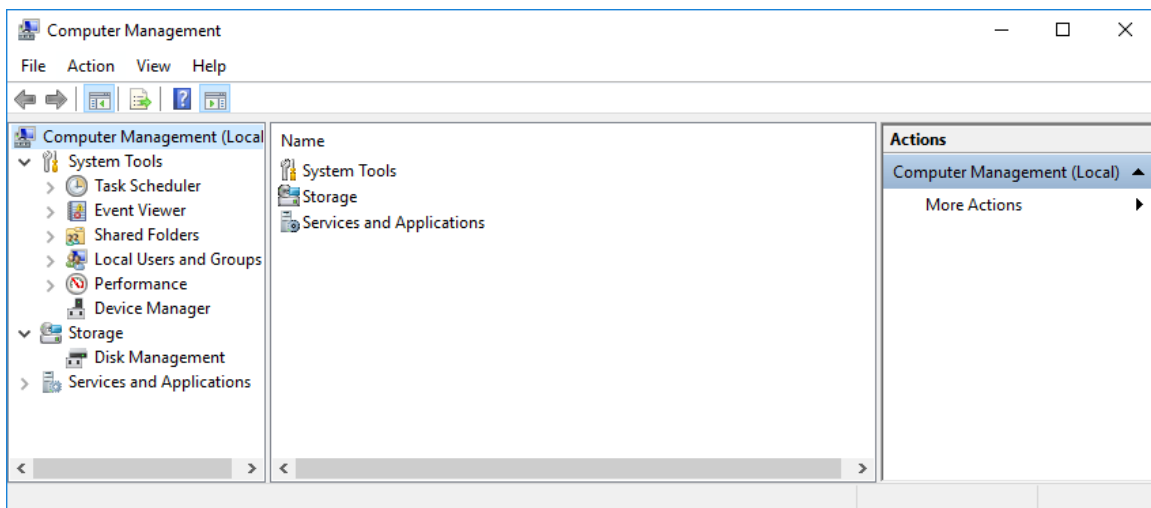 Computer Management
File Action View Help
Computer Management (Local
System Tools
Task Scheduler
Event Viewer
Shared Folders
Local Users and Groups
Performance
Device Manager
Storage
Disk Management
Services and Applications
Name
System Tools
Storage
Services and Applications
Actions
Computer Management (Local)
More Actions